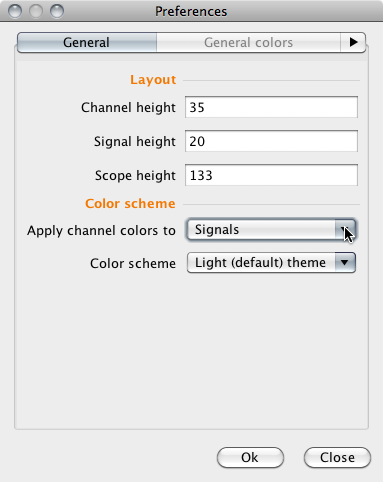 Preferences
General General colors
Layout
Channel height 35
Signal height 20
Scope height 133
Color scheme
Apply channel colors to Signals
Color scheme Light (default) theme
Ok Close